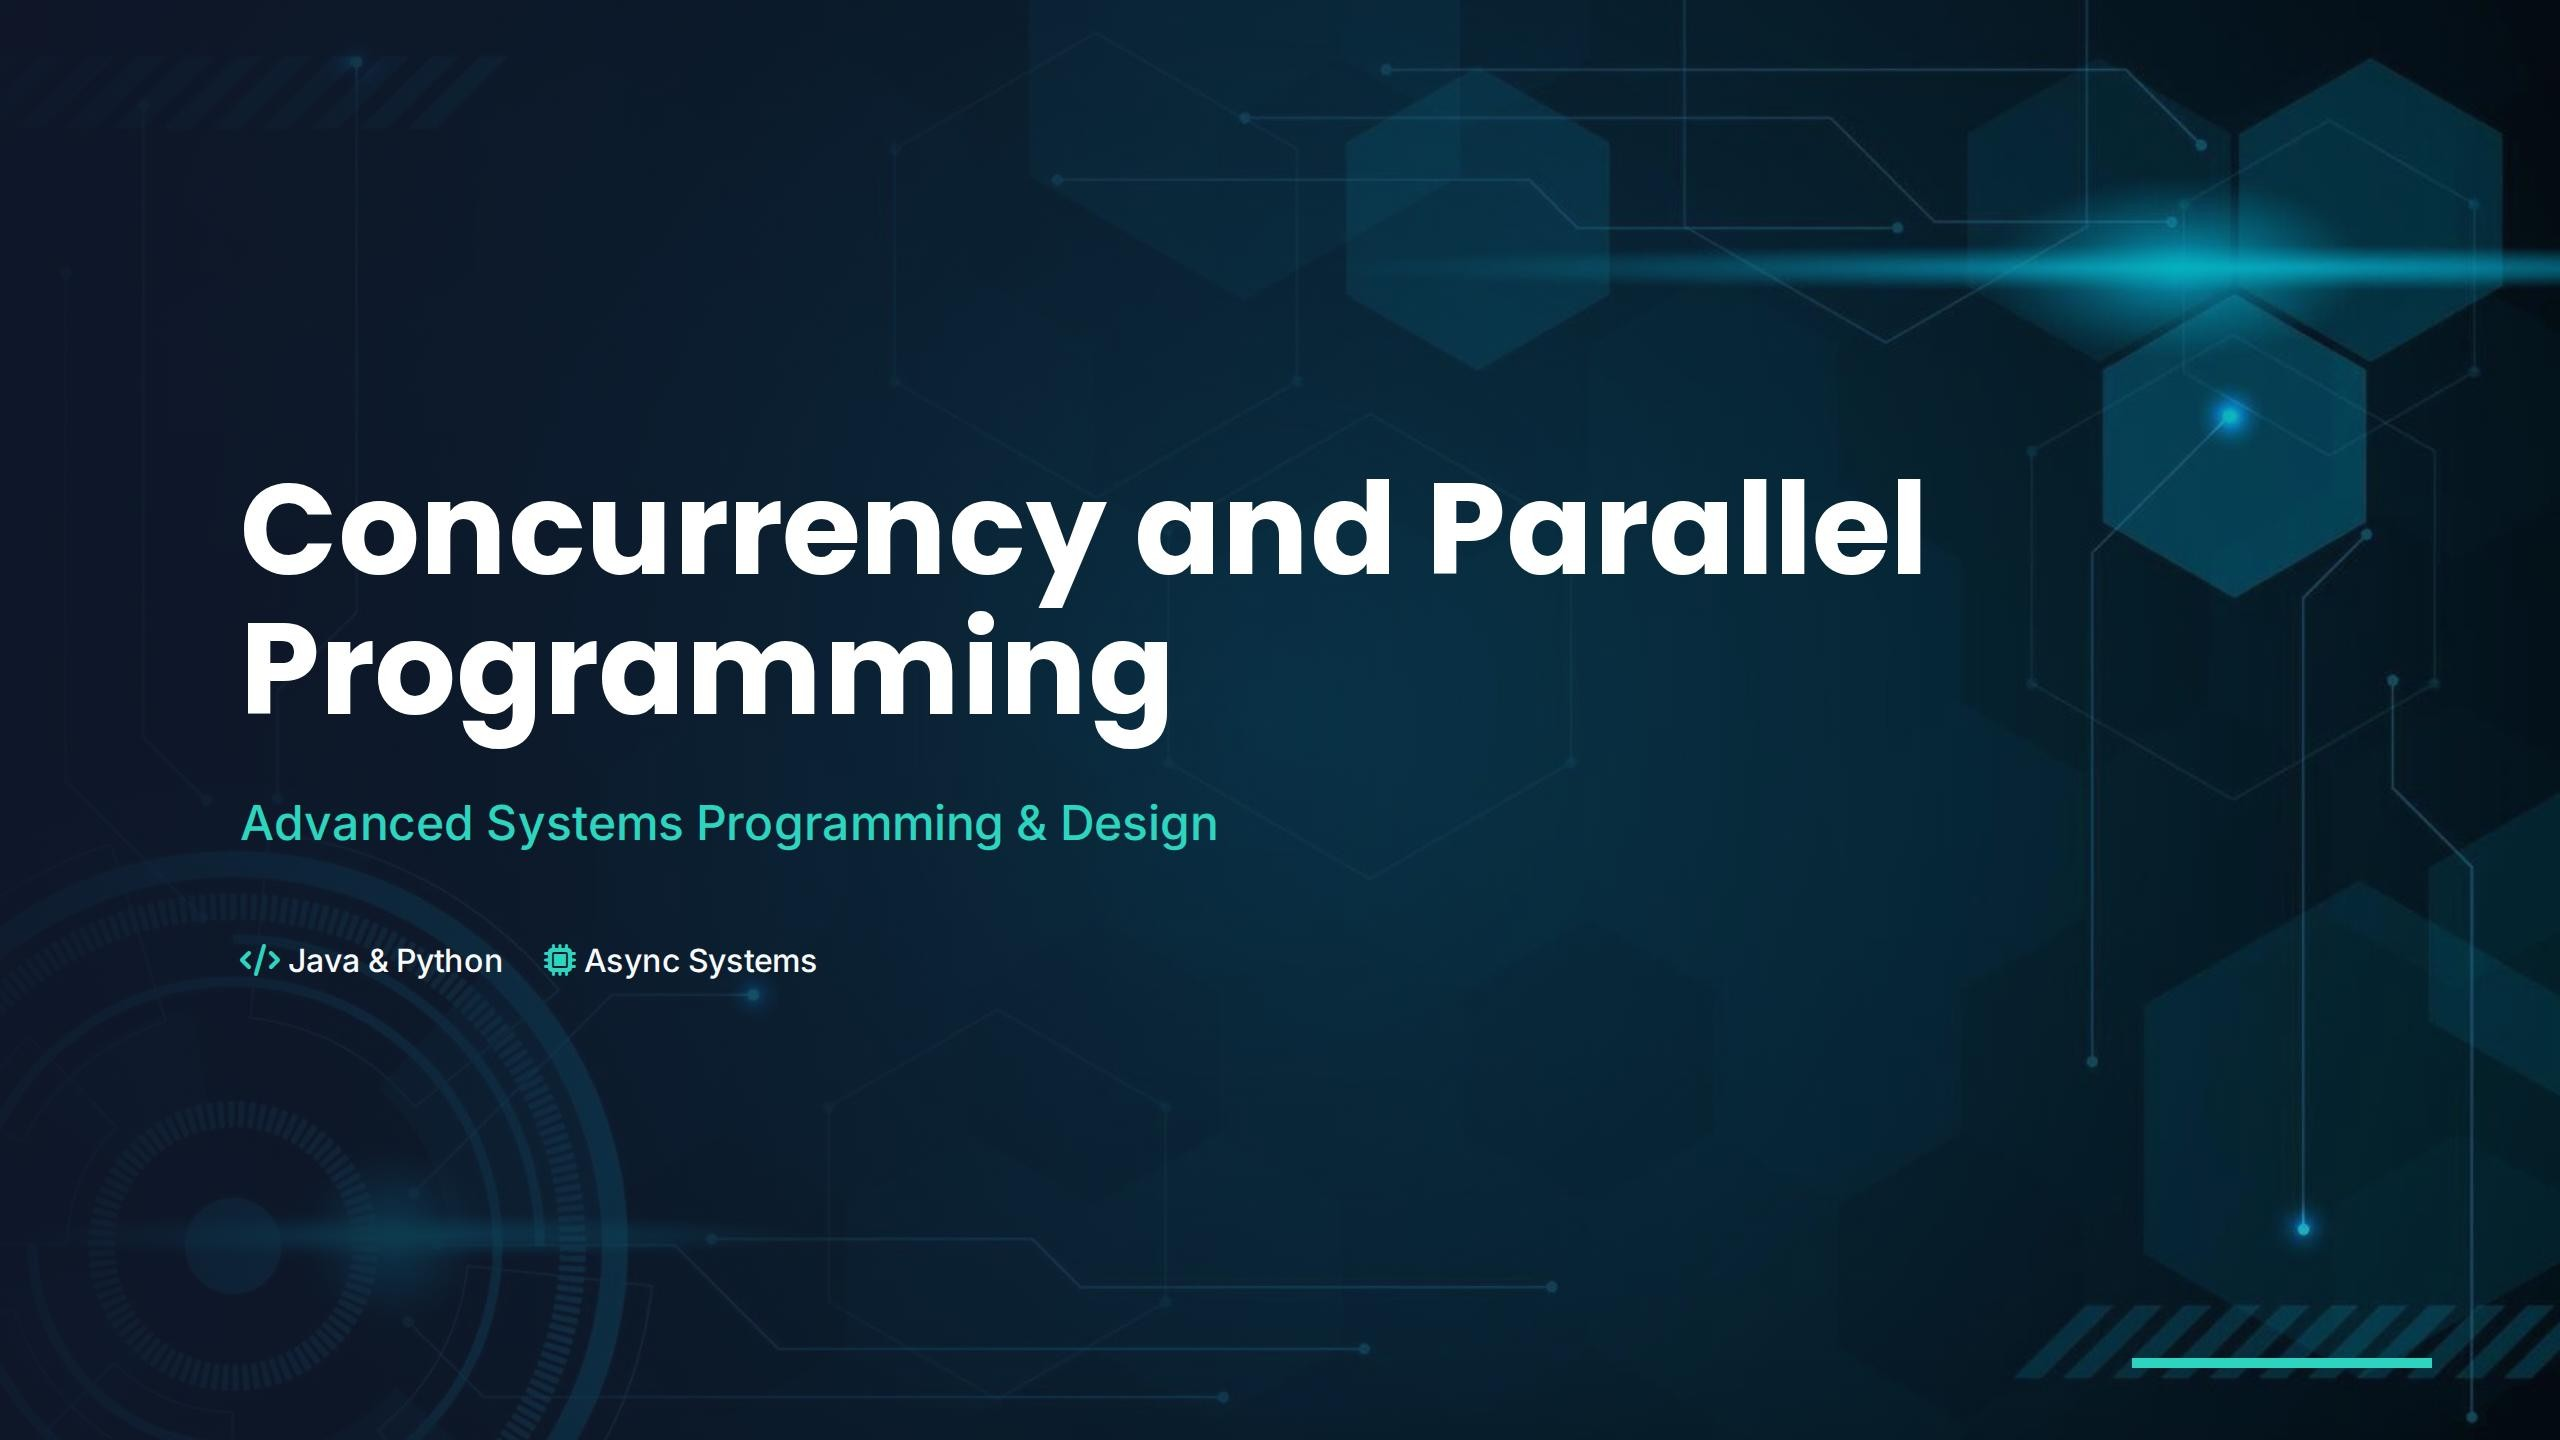 Concurrency and Parallel
Programming
Advanced Systems Programming & Design
Java & Python
Async Systems